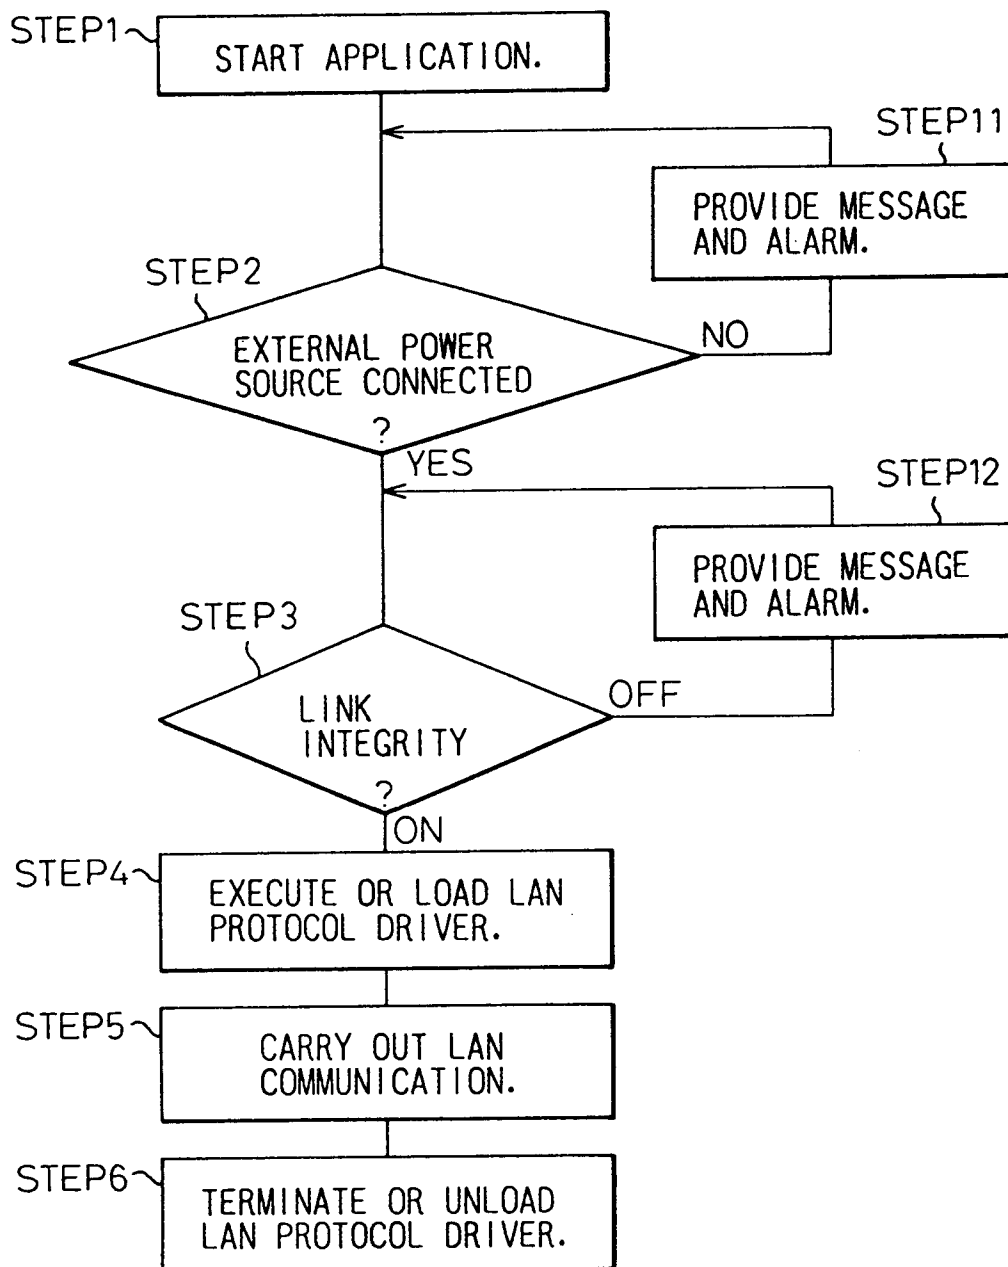 STEP1
START APPLICATION.
STEP11
PROVIDE MESSAGE
AND ALARM.
STEP2
EXTERNAL POWER
SOURCE CONNECTED
?
NO
YES
STEP12
PROVIDE MESSAGE
AND ALARM.
STEP3
LINK
INTEGRITY
?
OFF
ON
STEP4
EXECUTE OR LOAD LAN
PROTOCOL DRIVER.
STEP5
CARRY OUT LAN
COMMUNICATION.
STEP6
TERMINATE OR UNLOAD
LAN PROTOCOL DRIVER.